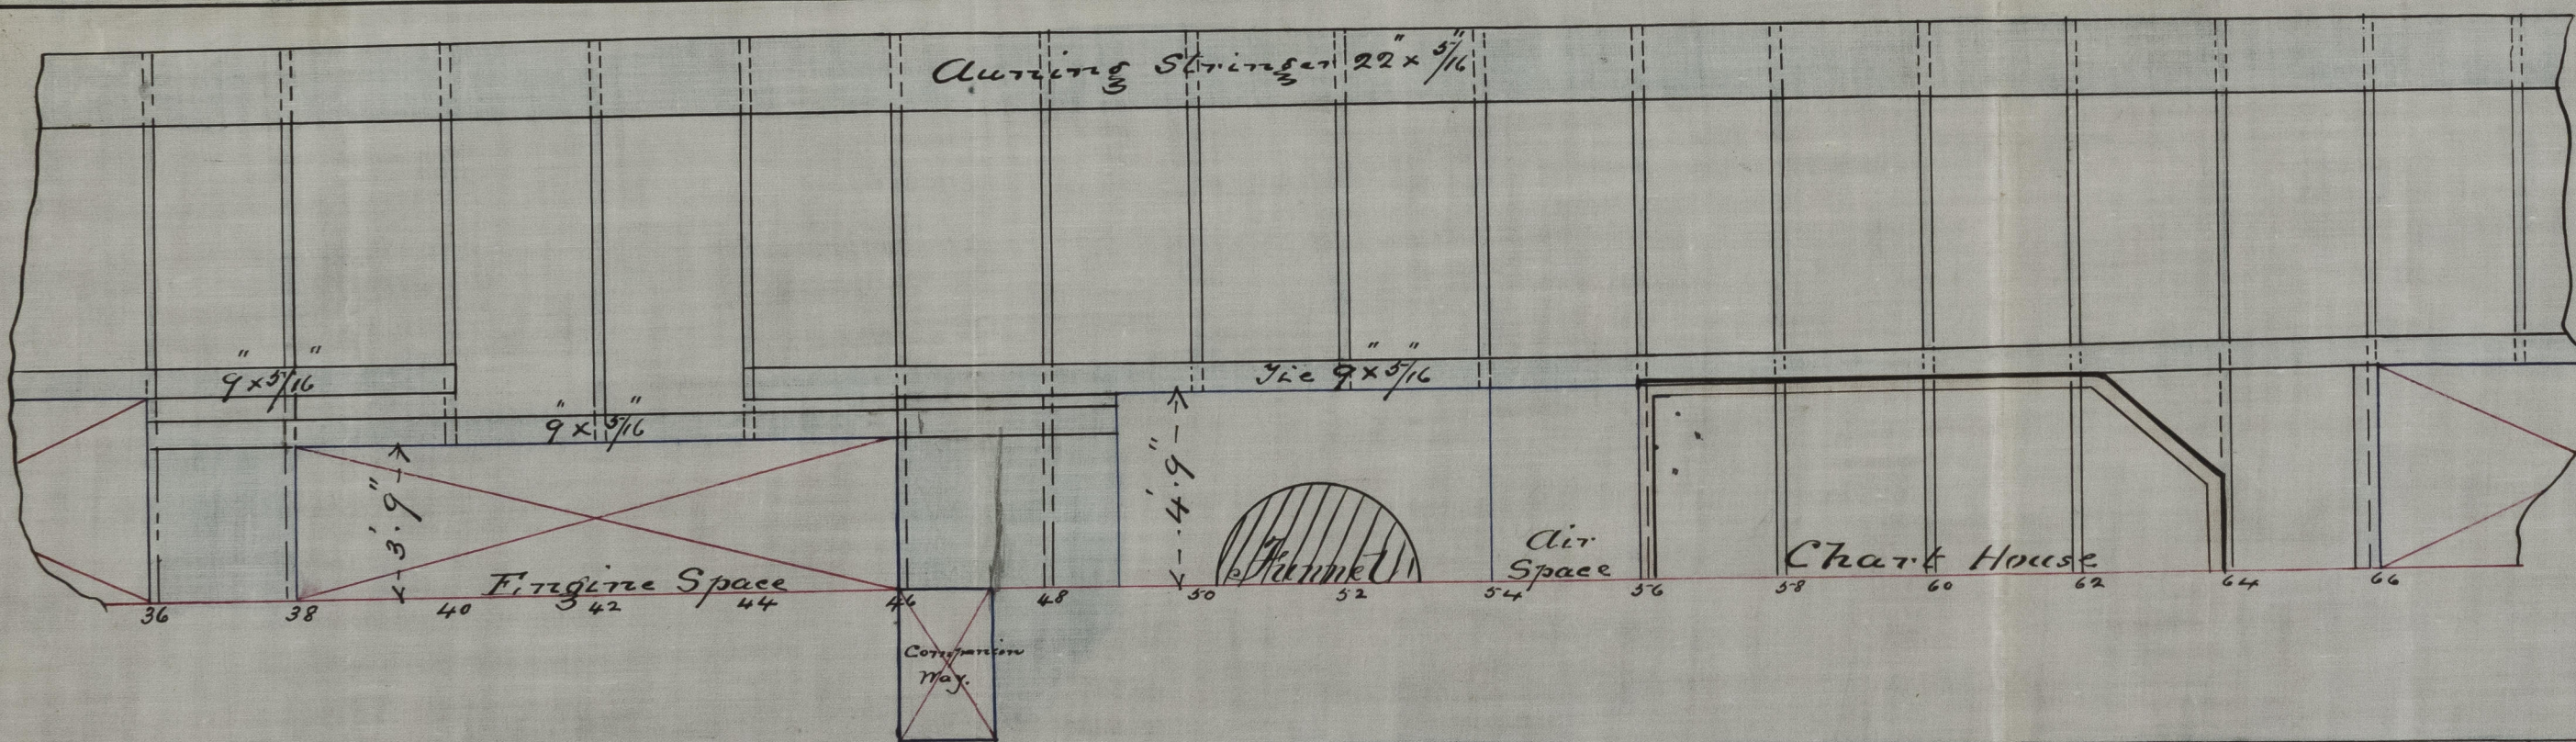 Awning Stringer 22" x 5/16"
9" x 5/16"
Tie 9" x 5/16"
9" x 5/16"
3'.9"
4'.9"
Funnel
Air
Space
Engine Space
Chart House
36 38 40 42 44 46 48 50 52 54 56 58 60 62 64 66
Companion
Way.